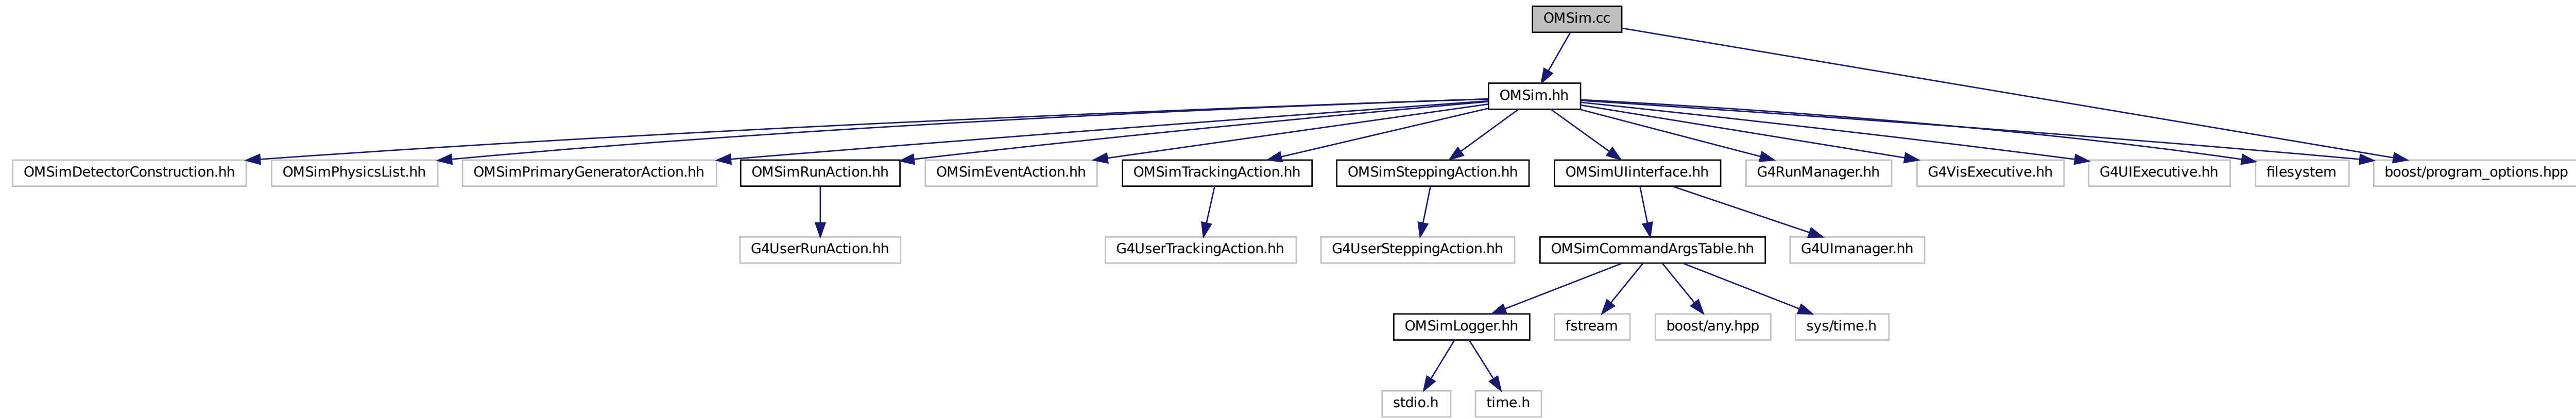 OMSim.cc
OMSim.hh
OMSimDetectorConstruction.hh
OMSimPhysicsList.hh
OMSimPrimaryGeneratorAction.hh
OMSimRunAction.hh
OMSimEventAction.hh
OMSimTrackingAction.hh
OMSimSteppingAction.hh
OMSimUIinterface.hh
G4RunManager.hh
G4VisExecutive.hh
G4UIExecutive.hh
filesystem
boost/program_options.hpp
G4UserRunAction.hh
G4UserTrackingAction.hh
G4UserSteppingAction.hh
OMSimCommandArgsTable.hh
G4UImanager.hh
OMSimLogger.hh
fstream
boost/any.hpp
sys/time.h
stdio.h
time.h